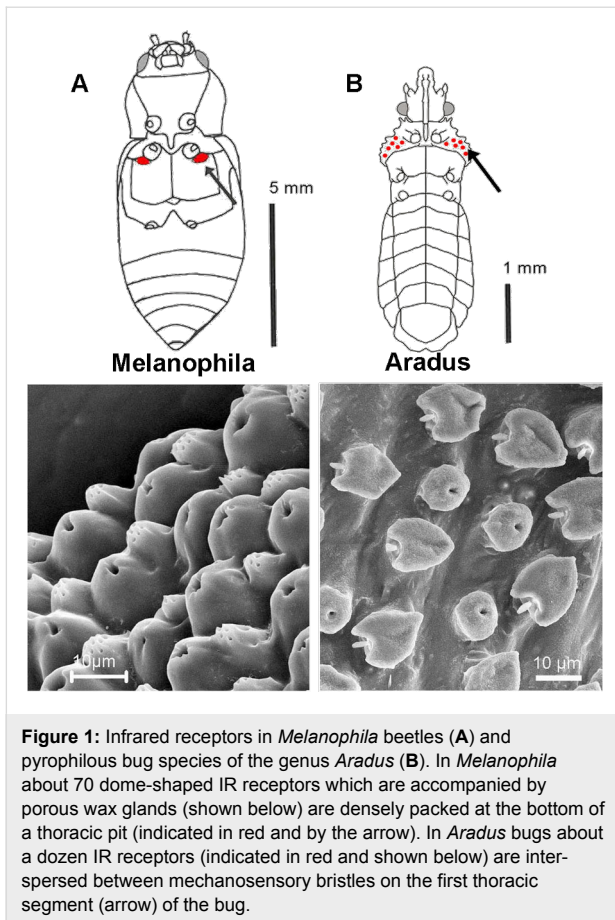 A
B
5 mm
1 mm
Melanophila
Aradus
10µm
10 µm
Figure 1: Infrared receptors in Melanophila beetles (A) and
pyrophilous bug species of the genus Aradus (B). In Melanophila
about 70 dome-shaped IR receptors which are accompanied by
porous wax glands (shown below) are densely packed at the bottom of
a thoracic pit (indicated in red and by the arrow). In Aradus bugs about
a dozen IR receptors (indicated in red and shown below) are inter-
spersed between mechanosensory bristles on the first thoracic
segment (arrow) of the bug.